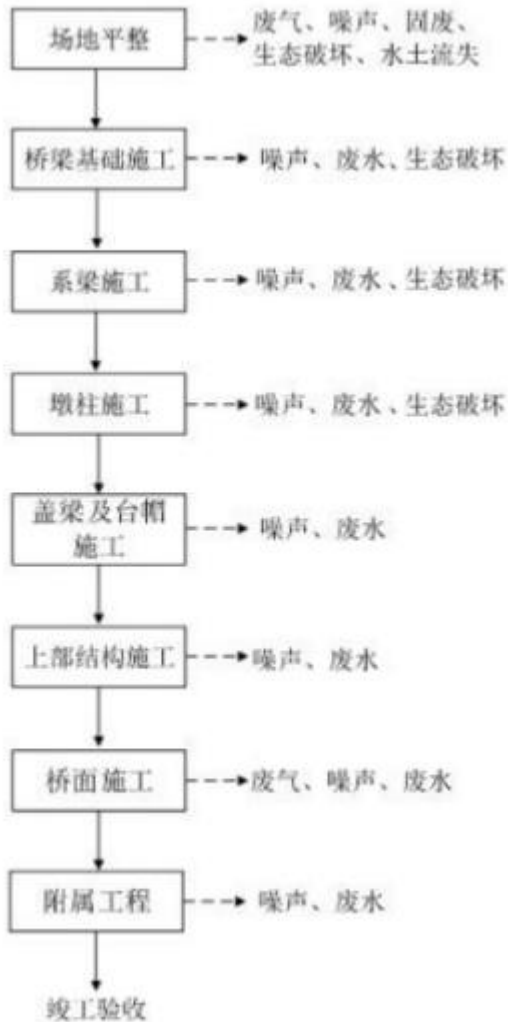 场地平整
废气、噪声、固废、
生态破坏、水土流失
桥梁基础施工
噪声、废水、生态破坏
系梁施工
噪声、废水、生态破坏
墩柱施工
噪声、废水、生态破坏
盖梁及台帽
施工
噪声、废水
上部结构施工
噪声、废水
桥面施工
废气、噪声、废水
附属工程
噪声、废水
竣工验收